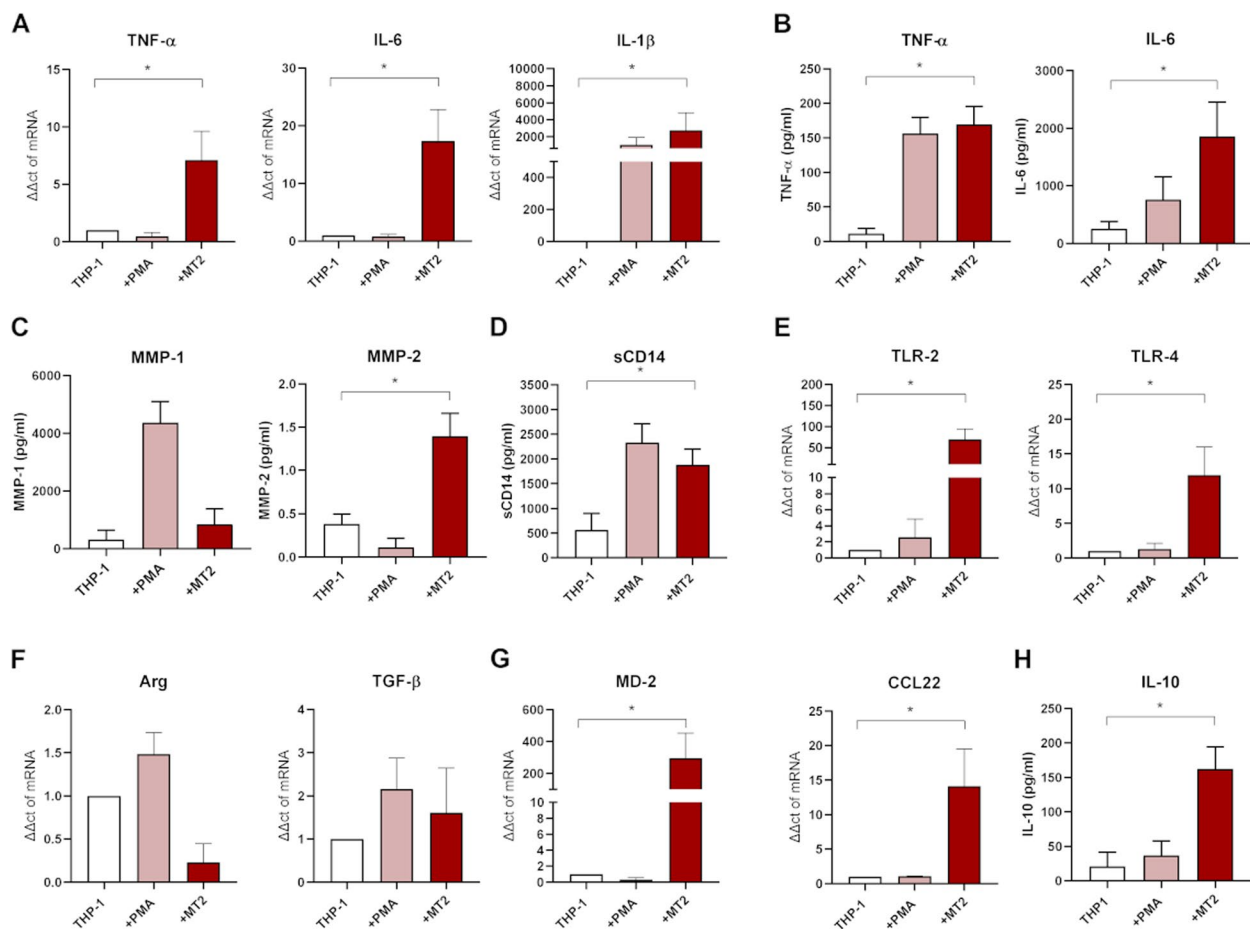 A
TNF-α
ΔΔct of mRNA
15
10
5
0
*
THP-1
+PMA
+MT2
IL-6
ΔΔct of mRNA
30
20
10
0
*
THP-1
+PMA
+MT2
IL-1β
ΔΔct of mRNA
10000
8000
6000
4000
2000
400
200
0
*
THP-1
+PMA
+MT2
B
TNF-α
TNF-α (pg/ml)
250
200
150
100
50
0
*
THP-1
+PMA
+MT2
IL-6
IL-6 (pg/ml)
3000
2000
1000
0
*
THP-1
+PMA
+MT2
C
MMP-1
MMP-1 (pg/ml)
6000
4000
2000
0
THP-1
+PMA
+MT2
MMP-2
MMP-2 (pg/ml)
2.0
1.5
1.0
0.5
0.0
*
THP-1
+PMA
+MT2
D
sCD14
sCD14 (pg/ml)
3500
3000
2500
2000
1500
1000
500
0
*
THP-1
+PMA
+MT2
E
TLR-2
ΔΔct of mRNA
200
175
150
125
100
75
50
10
8
6
4
2
0
*
THP-1
+PMA
+MT2
TLR-4
ΔΔct of mRNA
25
20
15
10
5
0
*
THP-1
+PMA
+MT2
F
Arg
ΔΔct of mRNA
2.0
1.5
1.0
0.5
0.0
THP-1
+PMA
+MT2
TGF-β
ΔΔct of mRNA
4
3
2
1
0
THP-1
+PMA
+MT2
G
MD-2
ΔΔct of mRNA
600
400
200
10
8
6
4
2
0
*
THP-1
+PMA
+MT2
CCL22
ΔΔct of mRNA
25
20
15
10
5
0
*
THP-1
+PMA
+MT2
H
IL-10
IL-10 (pg/ml)
250
200
150
100
50
0
*
THP1
+PMA
+MT2